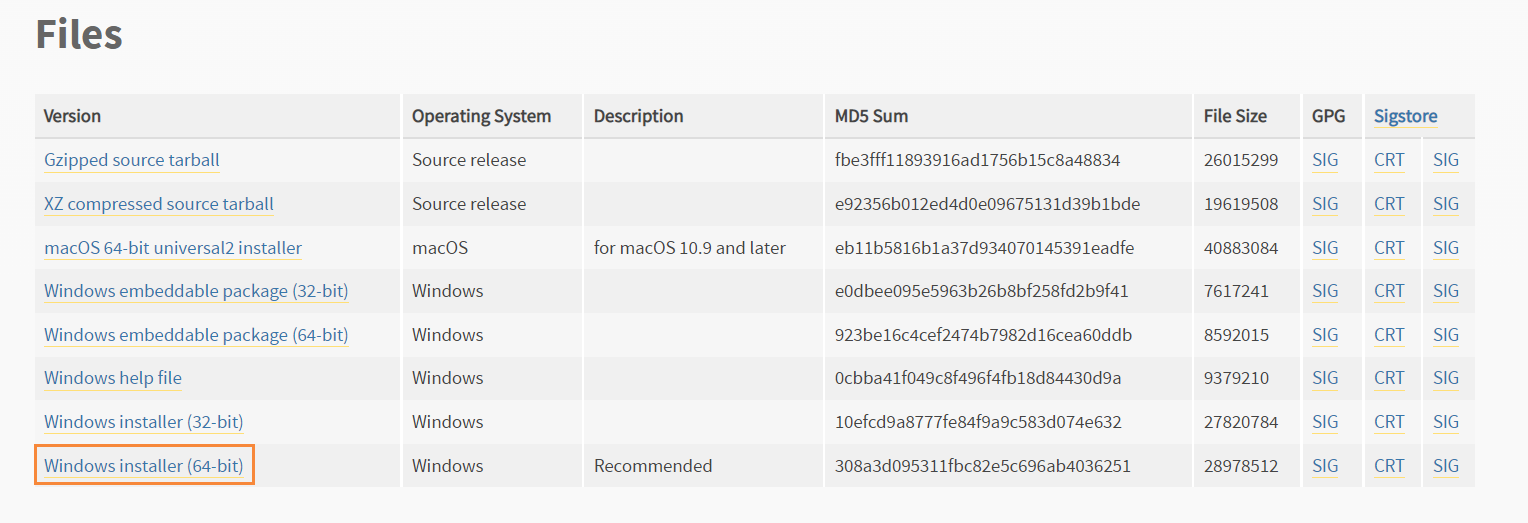 Files
Version Operating System Description MD5 Sum File Size GPG Sigstore
Gzipped source tarball Source release fbe3fff11893916ad1756b15c8a48834 26015299 SIG CRT SIG
XZ compressed source tarball Source release e92356b012ed4d0e09675131d39b1bde 19619508 SIG CRT SIG
macOS 64-bit universal2 installer macOS for macOS 10.9 and later eb11b5816b1a37d934070145391eadfe 40883084 SIG CRT SIG
Windows embeddable package (32-bit) Windows e0dbee095e5963b26b8bf258fd2b9f41 7617241 SIG CRT SIG
Windows embeddable package (64-bit) Windows 923be16c4cef2474b7982d16cea60ddb 8592015 SIG CRT SIG
Windows help file Windows 0cbba41f049c8f496f4fb18d84430d9a 9379210 SIG CRT SIG
Windows installer (32-bit) Windows 10efcd9a8777fe84f9a9c583d074e632 27820784 SIG CRT SIG
Windows installer (64-bit) Windows Recommended 308a3d095311fbc82e5c696ab4036251 28978512 SIG CRT SIG